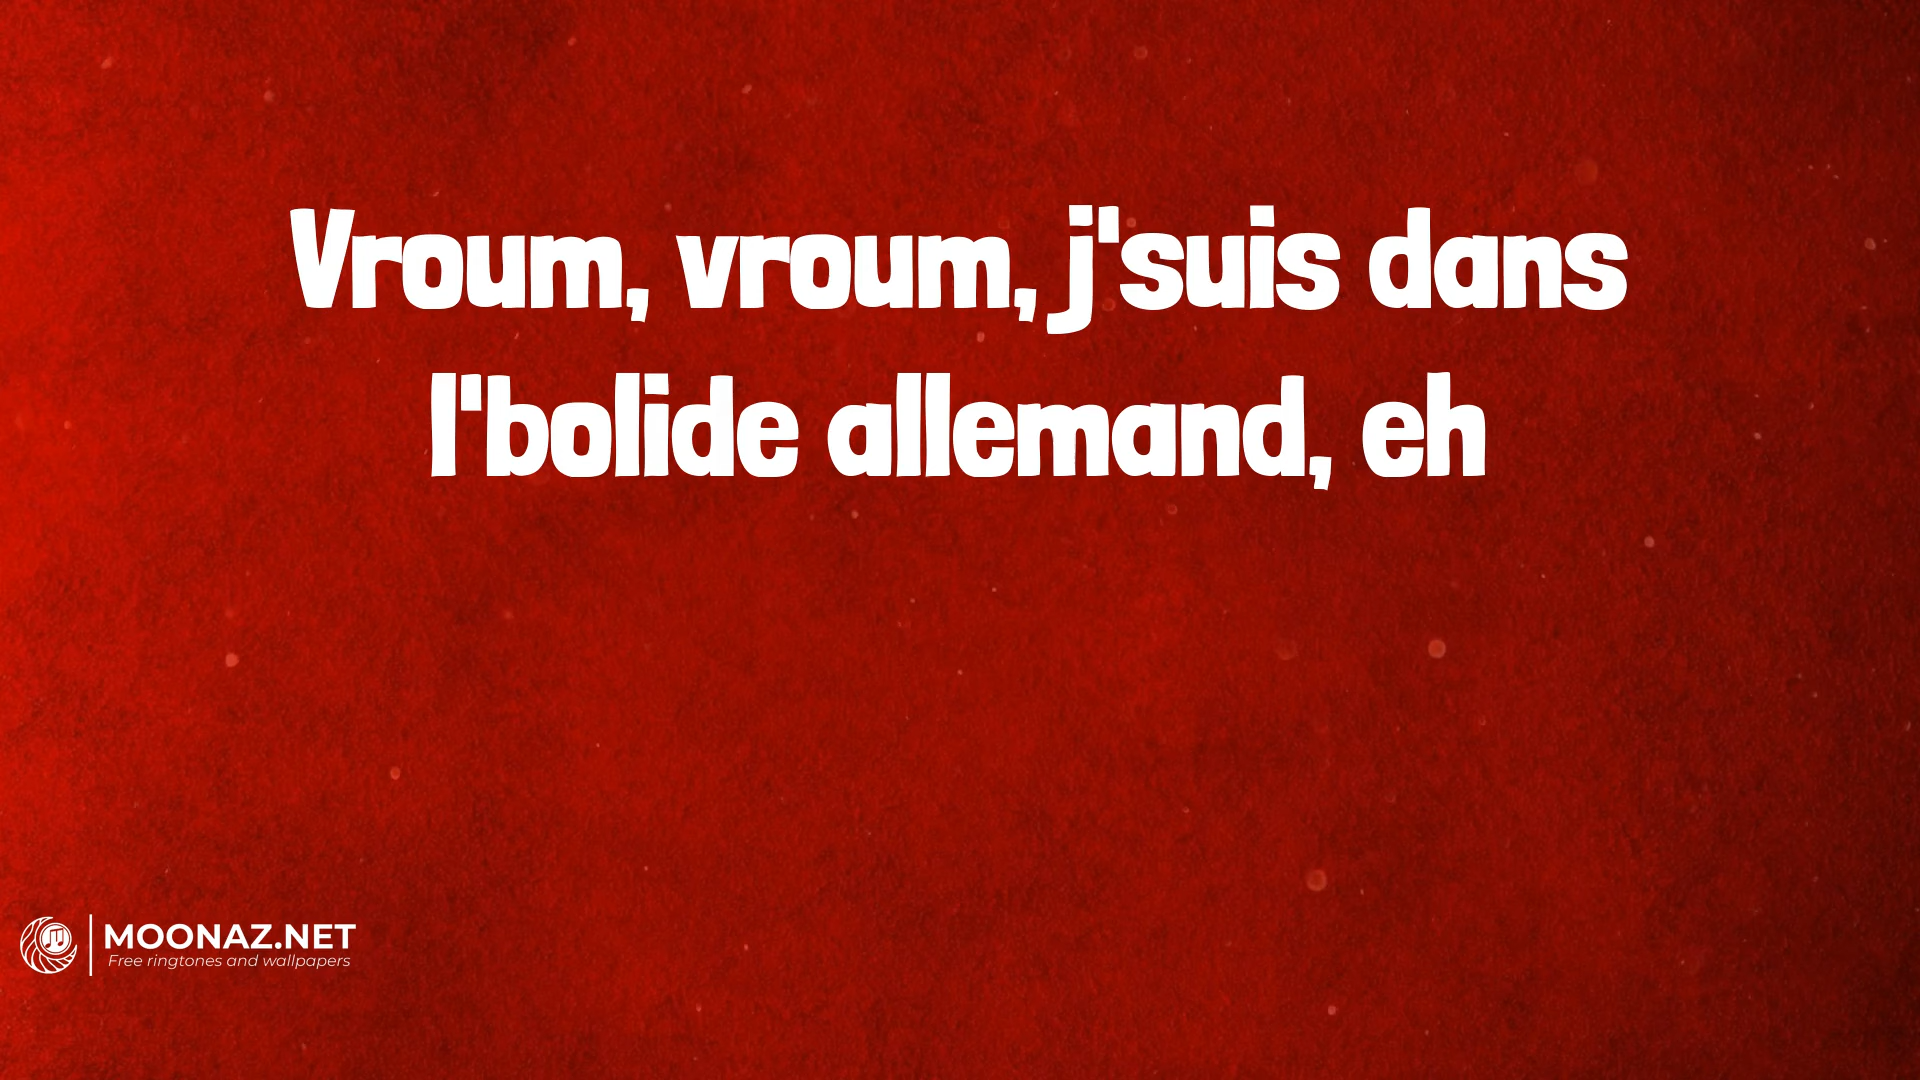 Vroum, vroum, j'suis dans
l'bolide allemand, eh
MOONAZ.NET
Free ringtones and wallpapers